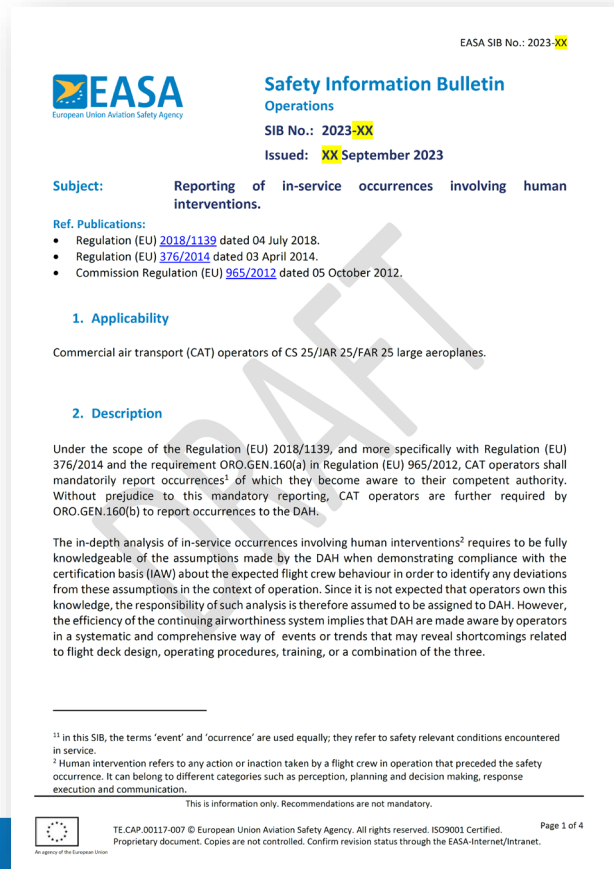 EASA SIB No.: 2023-XX
EASA
European Union Aviation Safety Agency
Safety Information Bulletin
Operations
SIB No.: 2023-XX
Issued: XX September 2023
Subject: Reporting of in-service occurrences involving human
interventions.
Ref. Publications:
• Regulation (EU) 2018/1139 dated 04 July 2018.
• Regulation (EU) 376/2014 dated 03 April 2014.
• Commission Regulation (EU) 965/2012 dated 05 October 2012.
1. Applicability
Commercial air transport (CAT) operators of CS 25/JAR 25/FAR 25 large aeroplanes.
DRAFT
2. Description
Under the scope of the Regulation (EU) 2018/1139, and more specifically with Regulation (EU)
376/2014 and the requirement ORO.GEN.160(a) in Regulation (EU) 965/2012, CAT operators shall
mandatorily report occurrences¹ of which they become aware to their competent authority.
Without prejudice to this mandatory reporting, CAT operators are further required by
ORO.GEN.160(b) to report occurrences to the DAH.
The in-depth analysis of in-service occurrences involving human interventions² requires to be fully
knowledgeable of the assumptions made by the DAH when demonstrating compliance with the
certification basis (IAW) about the expected flight crew behaviour in order to identify any deviations
from these assumptions in the context of operation. Since it is not expected that operators own this
knowledge, the responsibility of such analysis is therefore assumed to be assigned to DAH. However,
the efficiency of the continuing airworthiness system implies that DAH are made aware by operators
in a systematic and comprehensive way of events or trends that may reveal shortcomings related
to flight deck design, operating procedures, training, or a combination of the three.
¹¹ in this SIB, the terms ‘event’ and ‘ocurrence’ are used equally; they refer to safety relevant conditions encountered
in service.
² Human intervention refers to any action or inaction taken by a flight crew in operation that preceded the safety
occurrence. It can belong to different categories such as perception, planning and decision making, response
execution and communication.
This is information only. Recommendations are not mandatory.
TE.CAP.00117-007 © European Union Aviation Safety Agency. All rights reserved. ISO9001 Certified. Page 1 of 4
Proprietary document. Copies are not controlled. Confirm revision status through the EASA-Internet/Intranet.
An agency of the European Union